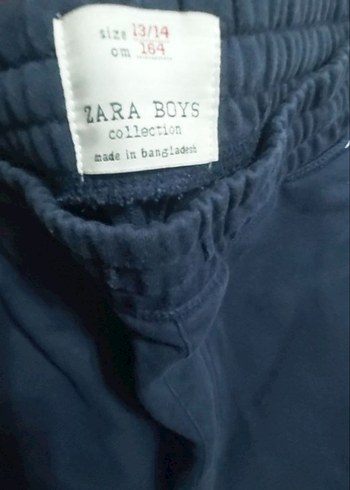 size 13/14
cm 164
ZARA BOYS
collection
made in bangladesh